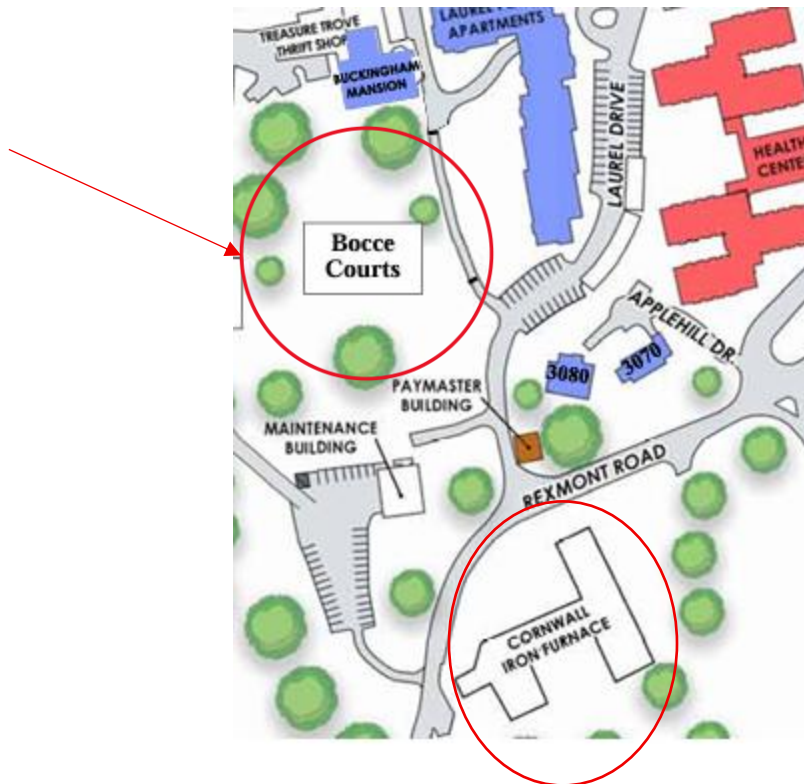 TREASURE TROVE
THRIFT SHOP
BUCKINGHAM
MANSION
APARTMENTS
LAUREL DRIVE
HEALTH
CENTER
Bocce
Courts
APPLEHILL DR.
3080
3070
PAYMASTER
BUILDING
MAINTENANCE
BUILDING
REXMONT ROAD
CORNWALL
IRON FURNACE